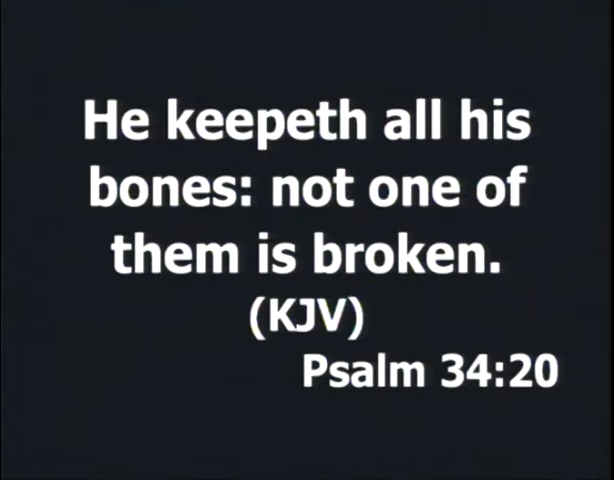 He keepeth all his
bones: not one of
them is broken.
(KJV)
Psalm 34:20